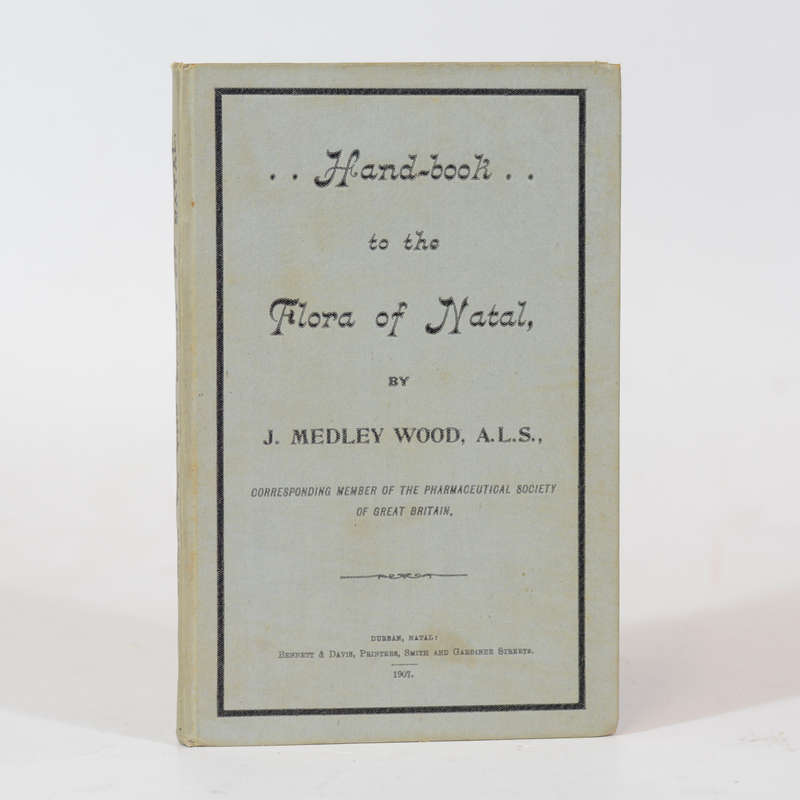 . . Hand-book . .
to the
Flora of Natal,
BY
J. MEDLEY WOOD, A.L.S.,
CORRESPONDING MEMBER OF THE PHARMACEUTICAL SOCIETY
OF GREAT BRITAIN.
DURBAN, NATAL:
BENNETT & DAVIS, PRINTERS, SMITH AND GARDINER STREETS.
1907.